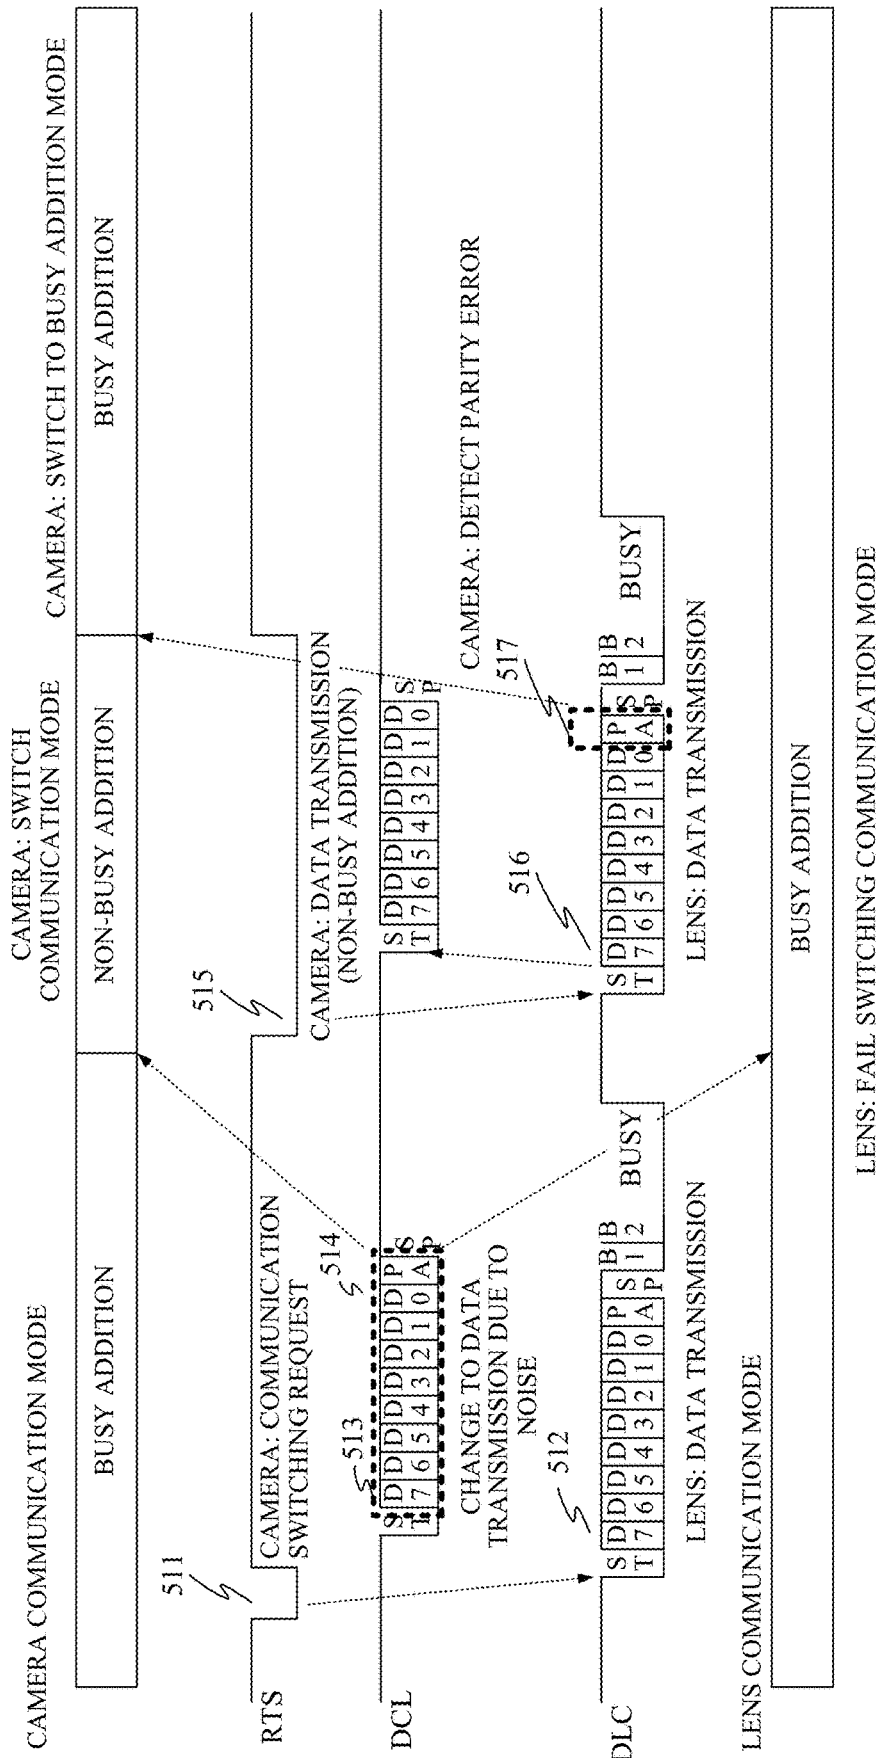 CAMERA COMMUNICATION MODE
CAMERA: SWITCH
COMMUNICATION MODE
CAMERA: SWITCH TO BUSY ADDITION MODE
BUSY ADDITION
NON-BUSY ADDITION
BUSY ADDITION
511
515
RTS
CAMERA: COMMUNICATION
SWITCHING REQUEST
CAMERA: DATA TRANSMISSION
(NON-BUSY ADDITION)
513
514
DCL
S D D D D D D D D P S
T 7 6 5 4 3 2 1 0 A P
S D D D D D D D D S
T 7 6 5 4 3 2 1 0 P
CHANGE TO DATA
TRANSMISSION DUE TO
NOISE
CAMERA: DETECT PARITY ERROR
512
516
517
DLC
S D D D D D D D D P S B B
T 7 6 5 4 3 2 1 0 A P 1 2
BUSY
S D D D D D D D D P S B B
T 7 6 5 4 3 2 1 0 A P 1 2
BUSY
LENS: DATA TRANSMISSION
LENS: DATA TRANSMISSION
LENS COMMUNICATION MODE
BUSY ADDITION
LENS: FAIL SWITCHING COMMUNICATION MODE